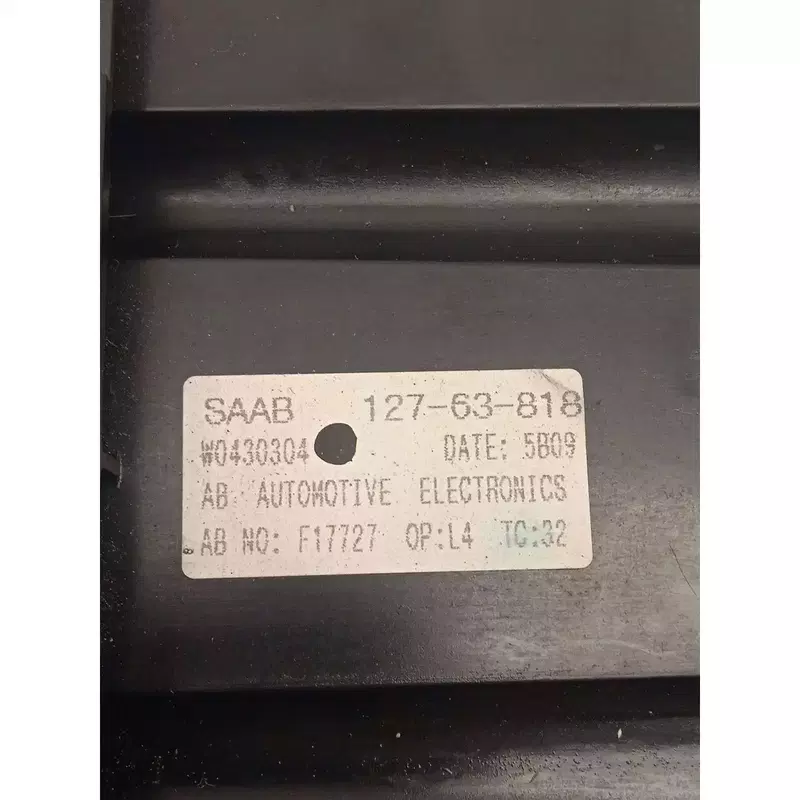 SAAB 127-63-818
W0430304 DATE: 5B09
AB AUTOMOTIVE ELECTRONICS
AB NO: F17727 OP:L4 TC:32